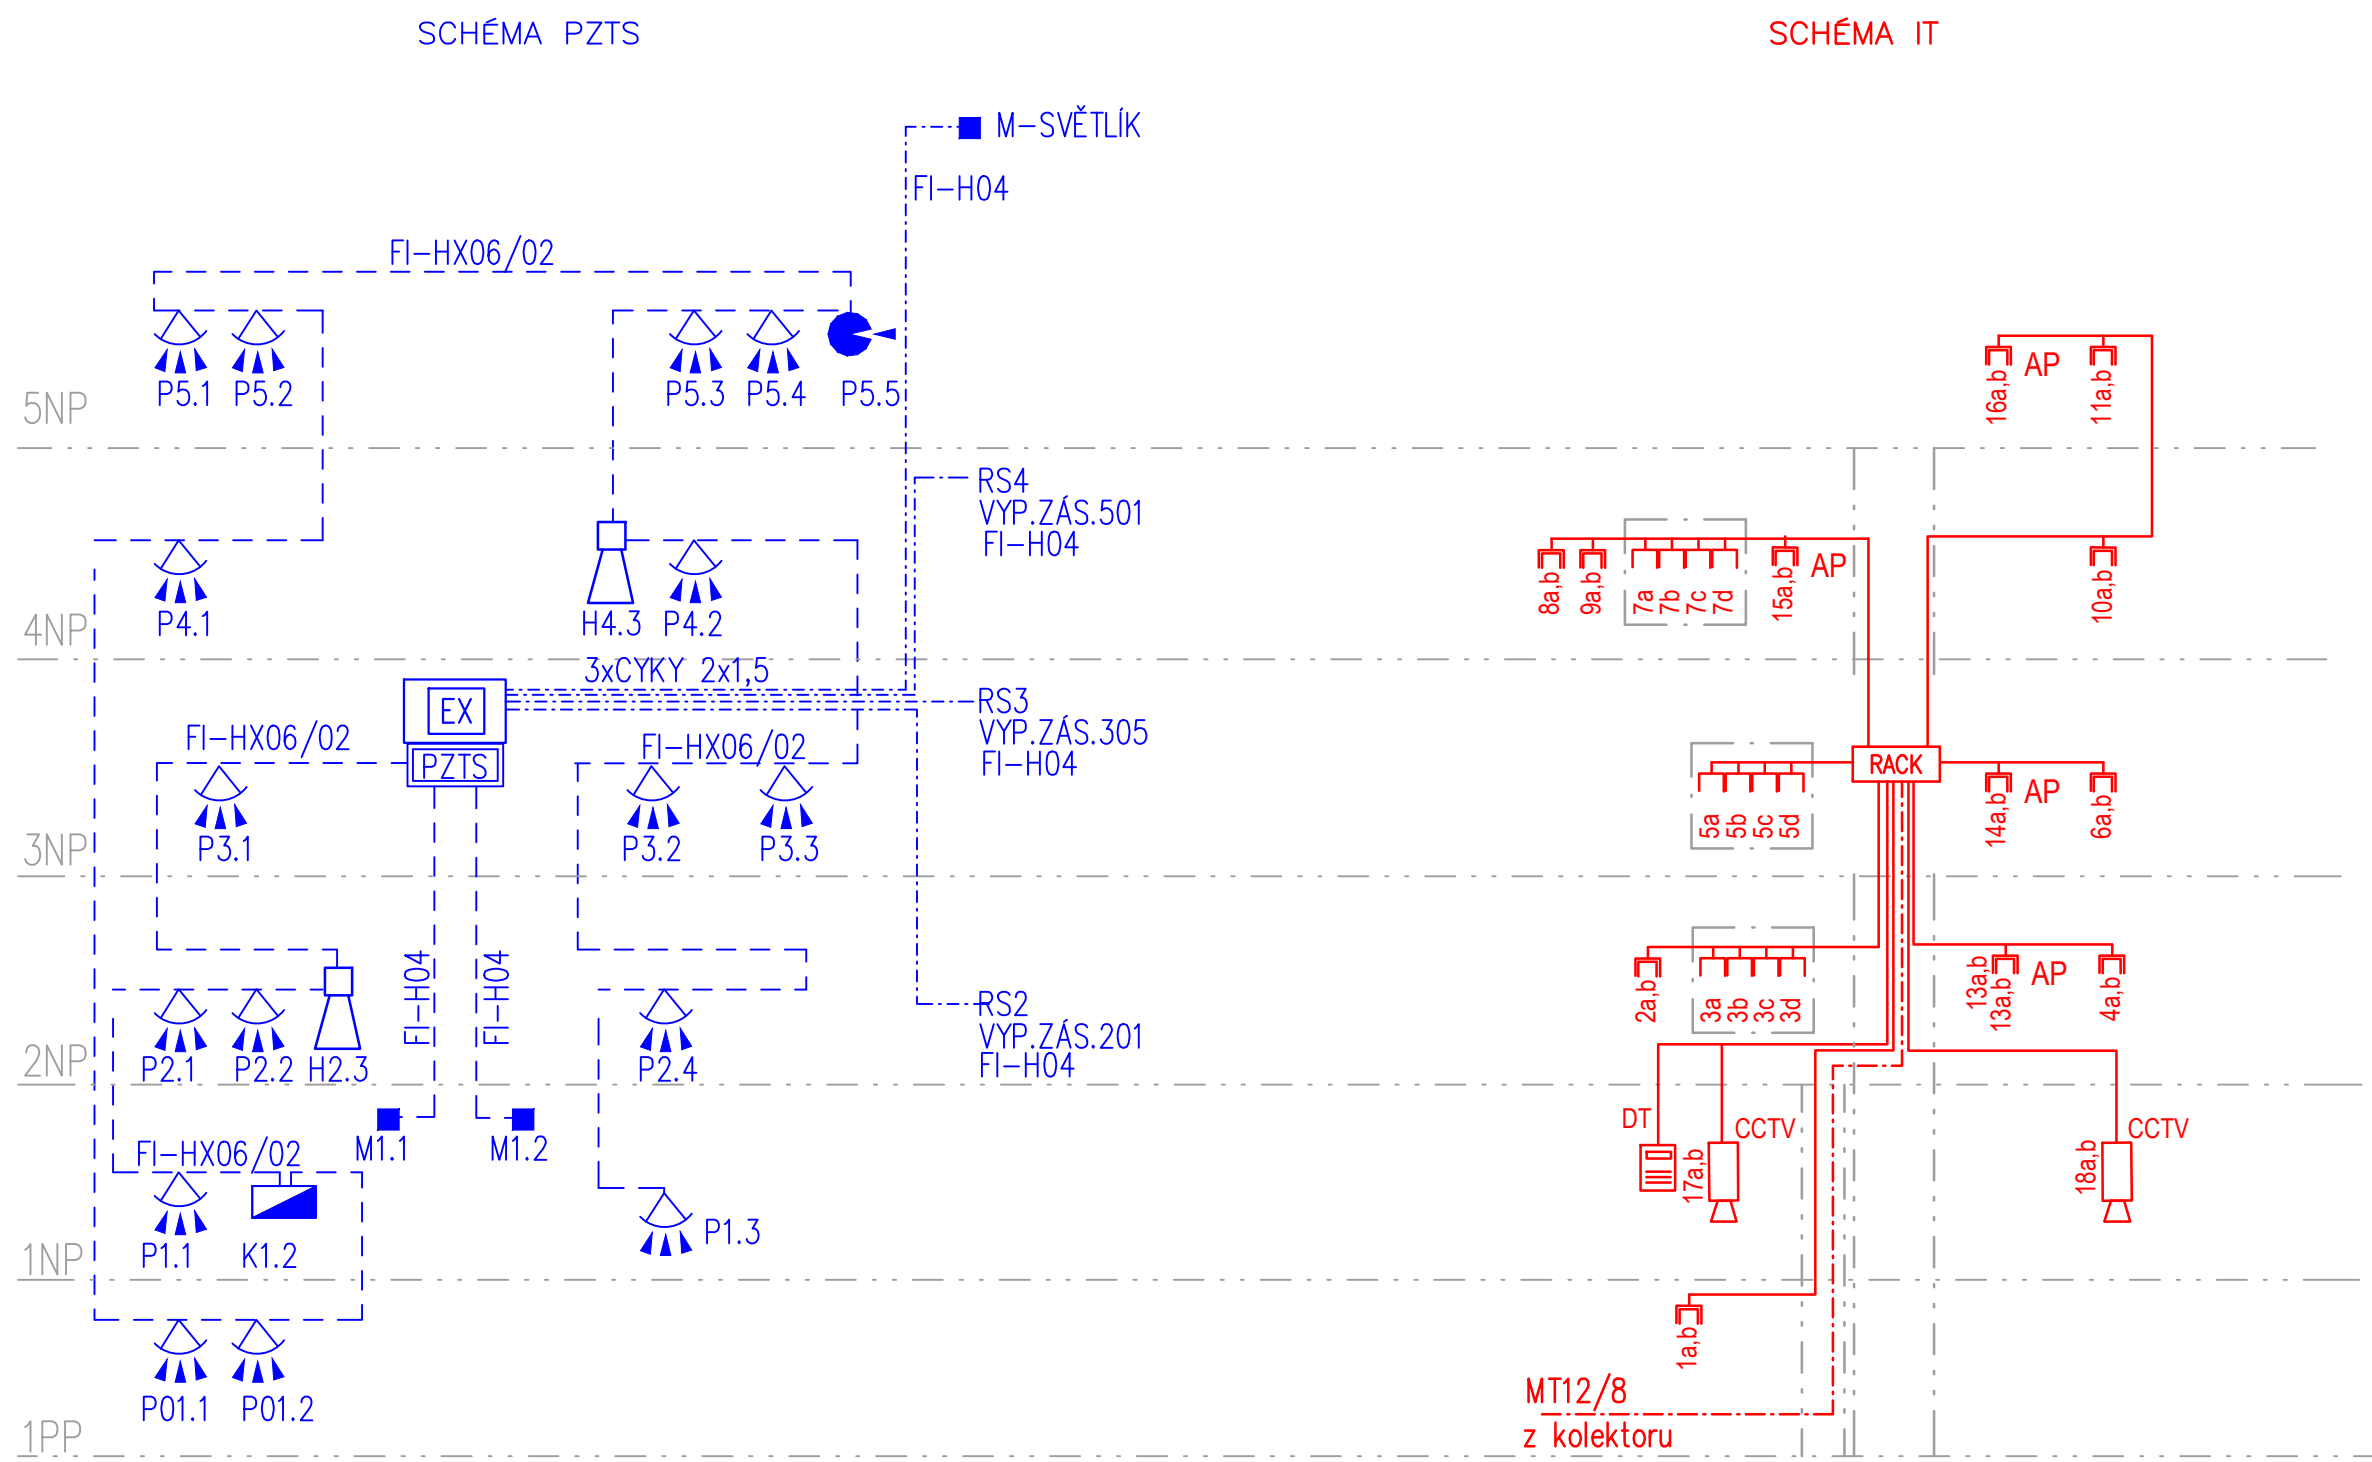 SCHÉMA PZTS
SCHÉMA IT
M-SVĚTLÍK
FI-H04
FI-HX06/02
P5.1
P5.2
P5.3
P5.4
P5.5
5NP
16a,b
AP
11a,b
RS4
VYP.ZÁS.501
FI-H04
P4.1
H4.3
P4.2
4NP
8a,b
9a,b
7a
7b
7c
7d
15a,b
AP
10a,b
3xCYKY 2x1,5
EX
PZTS
RS3
VYP.ZÁS.305
FI-H04
FI-HX06/02
FI-HX06/02
P3.1
P3.2
P3.3
3NP
RACK
5a
5b
5c
5d
14a,b
AP
6a,b
FI-H04
FI-H04
RS2
VYP.ZÁS.201
FI-H04
P2.1
P2.2
H2.3
P2.4
2NP
2a,b
3a
3b
3c
3d
13a,b
13a,b
AP
4a,b
M1.1
M1.2
FI-HX06/02
P1.1
K1.2
P1.3
1NP
DT
17a,b
CCTV
18a,b
CCTV
P01.1
P01.2
1PP
1a,b
MT12/8
z kolektoru